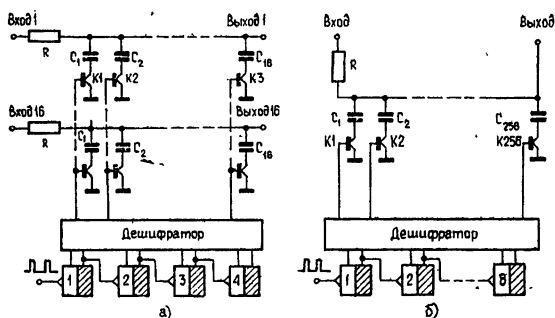 Вход 1 Выход 1 Вход Выход
R C1 C2 C16 R
K1 K2 K3
Вход 16 Выход 16
R C1 C2 C16 C1 C2 C256
K1 K2 K256
Дешифратор Дешифратор
1 2 3 4 1 2 8
а) б)